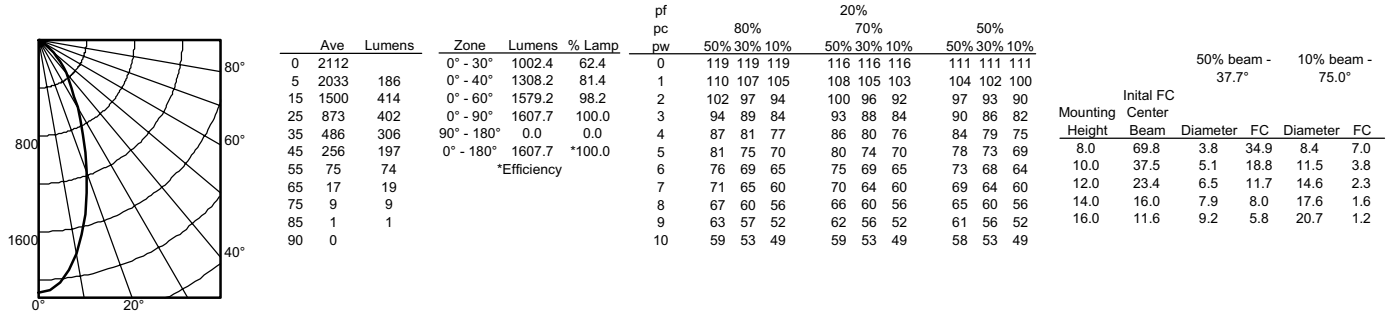 80°
60°
40°
20°
0°
800
1600
Ave Lumens
0 2112
5 2033 186
15 1500 414
25 873 402
35 486 306
45 256 197
55 75 74
65 17 19
75 9 9
85 1 1
90 0
Zone Lumens % Lamp
0° - 30° 1002.4 62.4
0° - 40° 1308.2 81.4
0° - 60° 1579.2 98.2
0° - 90° 1607.7 100.0
90° - 180° 0.0 0.0
0° - 180° 1607.7 *100.0
*Efficiency
pf 20%
pc 80% 70% 50%
pw 50% 30% 10% 50% 30% 10% 50% 30% 10%
0 119 119 119 116 116 116 111 111 111
1 110 107 105 108 105 103 104 102 100
2 102 97 94 100 96 92 97 93 90
3 94 89 84 93 88 84 90 86 82
4 87 81 77 86 80 76 84 79 75
5 81 75 70 80 74 70 78 73 69
6 76 69 65 75 69 65 73 68 64
7 71 65 60 70 64 60 69 64 60
8 67 60 56 66 60 56 65 60 56
9 63 57 52 62 56 52 61 56 52
10 59 53 49 59 53 49 58 53 49
50% beam - 10% beam -
37.7° 75.0°
Inital FC
Mounting Center
Height Beam Diameter FC Diameter FC
8.0 69.8 3.8 34.9 8.4 7.0
10.0 37.5 5.1 18.8 11.5 3.8
12.0 23.4 6.5 11.7 14.6 2.3
14.0 16.0 7.9 8.0 17.6 1.6
16.0 11.6 9.2 5.8 20.7 1.2